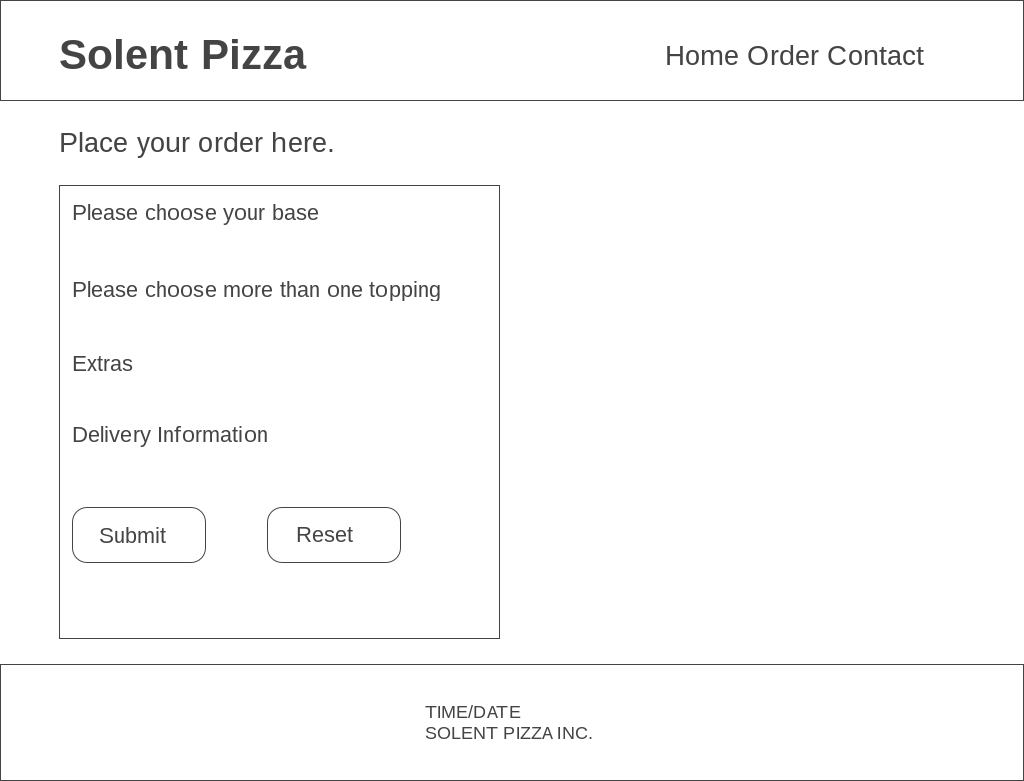 Solent Pizza
Home Order Contact
Place your order here.
Please choose your base
Please choose more than one topping
Extras
Delivery Information
Submit
Reset
TIME/DATE
SOLENT PIZZA INC.